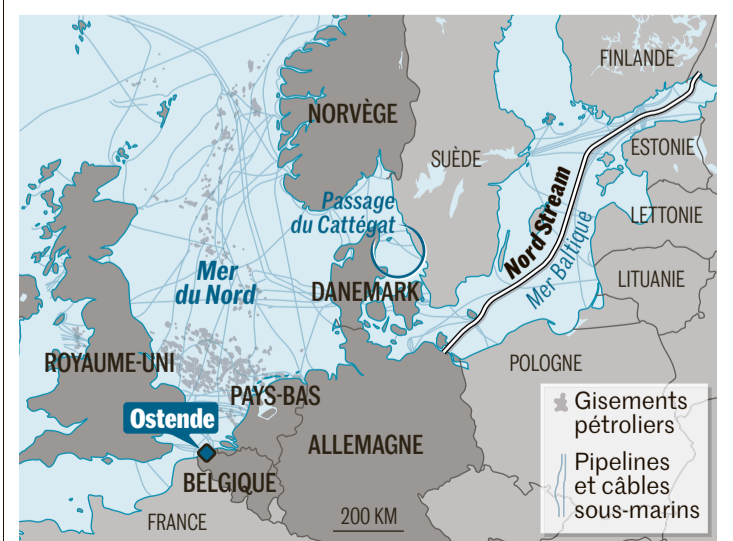 FINLANDE
NORVÈGE
SUÈDE
ESTONIE
Passage
du Cattégat
Nord Stream
LETTONIE
Mer
du Nord
Mer Baltique
DANEMARK
LITUANIE
ROYAUME-UNI
POLOGNE
PAYS-BAS
Ostende
ALLEMAGNE
BELGIQUE
FRANCE
200 KM
Gisements
pétroliers
Pipelines
et câbles
sous-marins